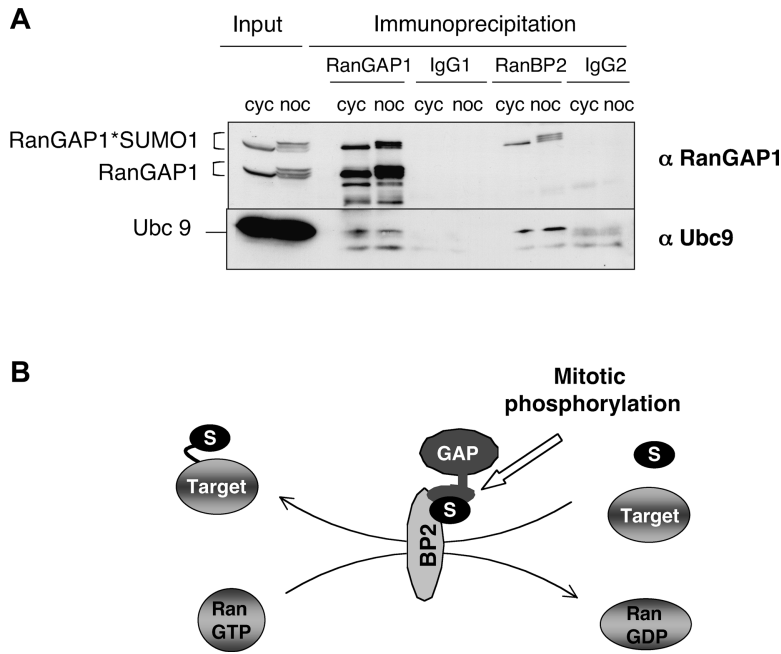 A
Input
Immunoprecipitation
RanGAP1 IgG1 RanBP2 IgG2
cyc noc cyc noc cyc noc cyc noc cyc noc
RanGAP1*SUMO1
RanGAP1
α RanGAP1
Ubc 9
α Ubc9
B
Mitotic
phosphorylation
S
GAP
S
Target
S
Target
BP2
Ran
GTP
Ran
GDP